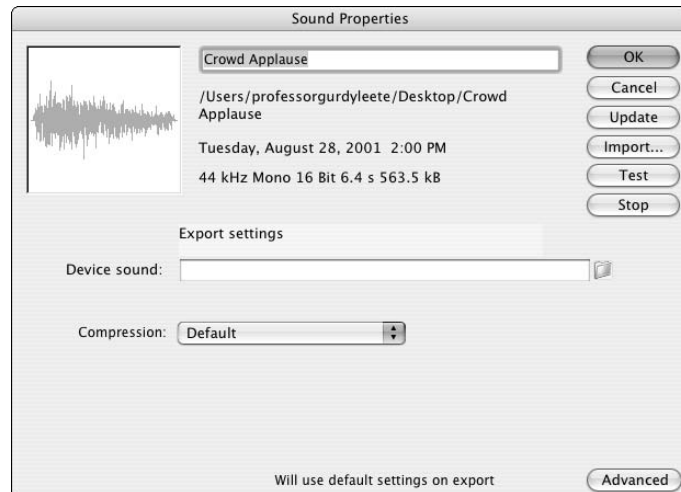 Sound Properties
Crowd Applause
OK
/Users/professorgurdyleete/Desktop/Crowd
Applause
Cancel
Update
Tuesday, August 28, 2001 2:00 PM
Import...
44 kHz Mono 16 Bit 6.4 s 563.5 kB
Test
Stop
Export settings
Device sound:
Compression: Default
Will use default settings on export
Advanced